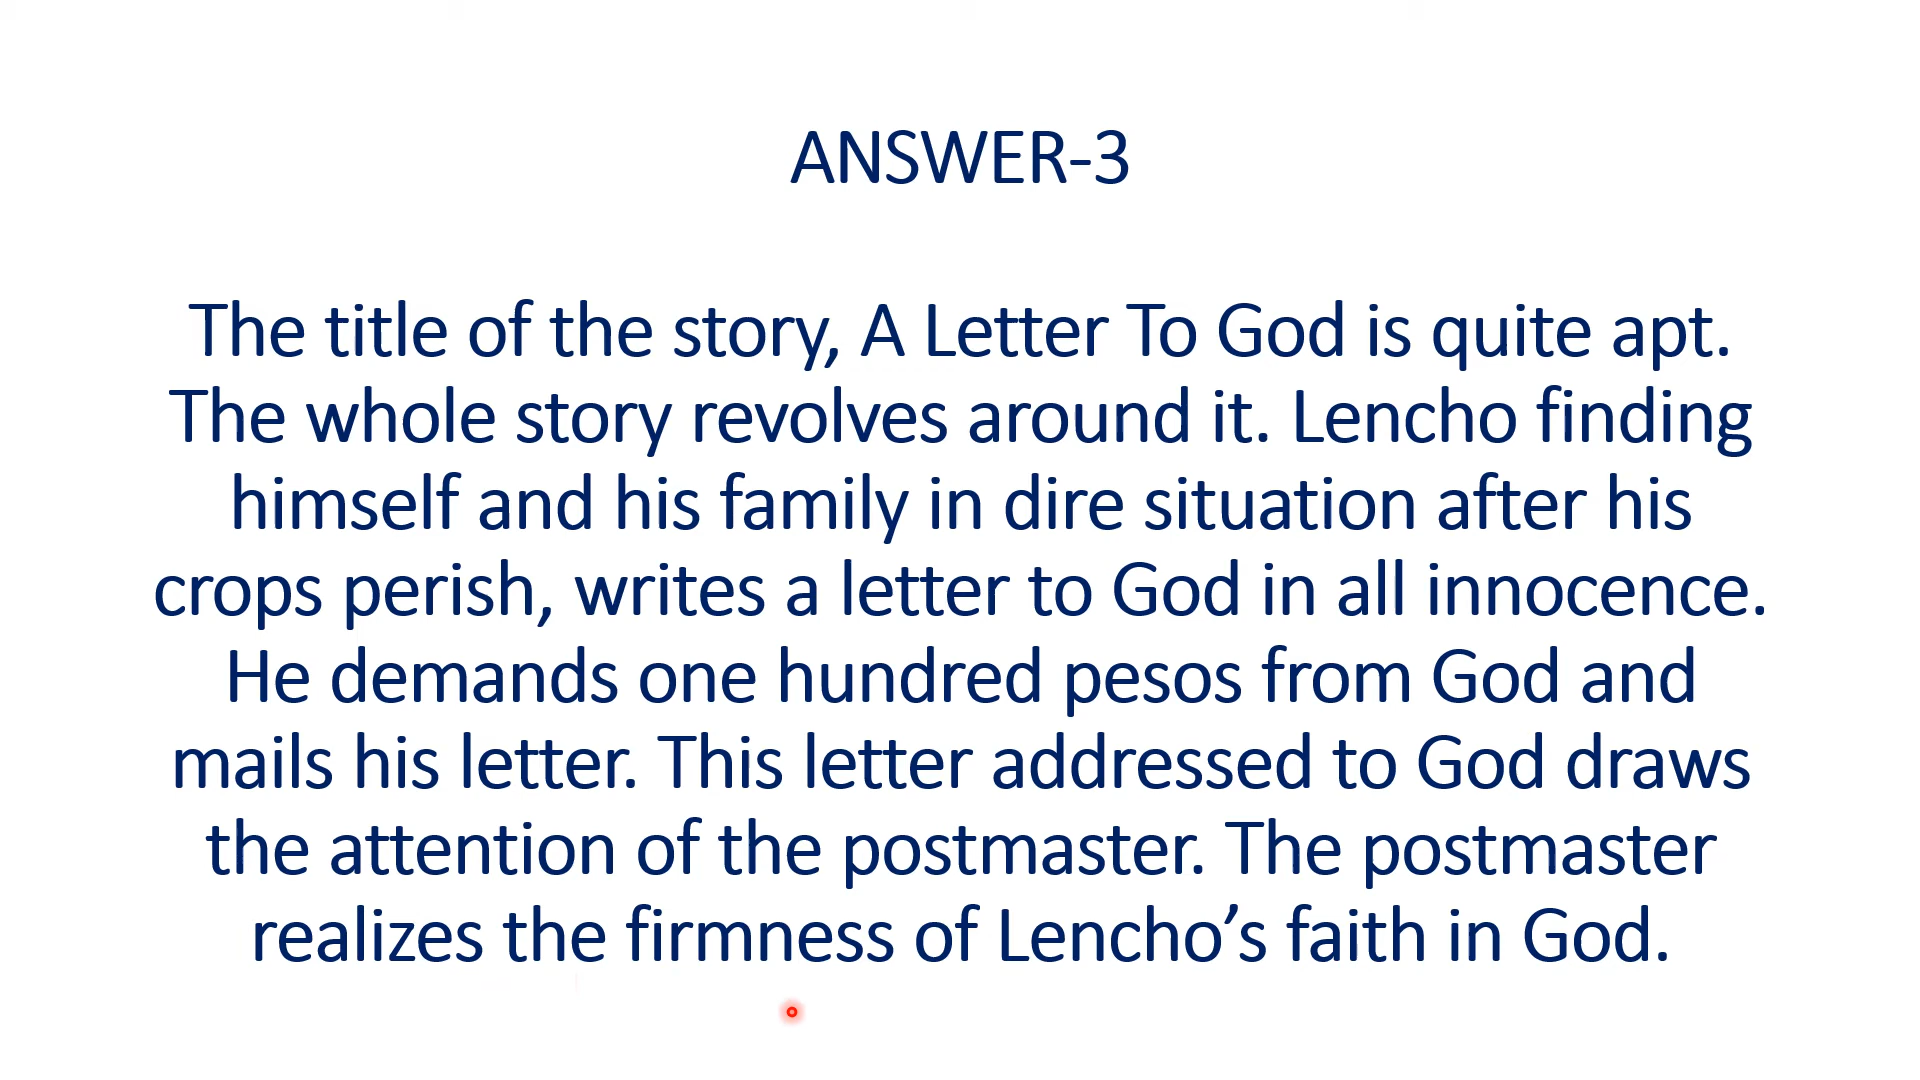 ANSWER-3
The title of the story, A Letter To God is quite apt.
The whole story revolves around it. Lencho finding
himself and his family in dire situation after his
crops perish, writes a letter to God in all innocence.
He demands one hundred pesos from God and
mails his letter. This letter addressed to God draws
the attention of the postmaster. The postmaster
realizes the firmness of Lencho’s faith in God.